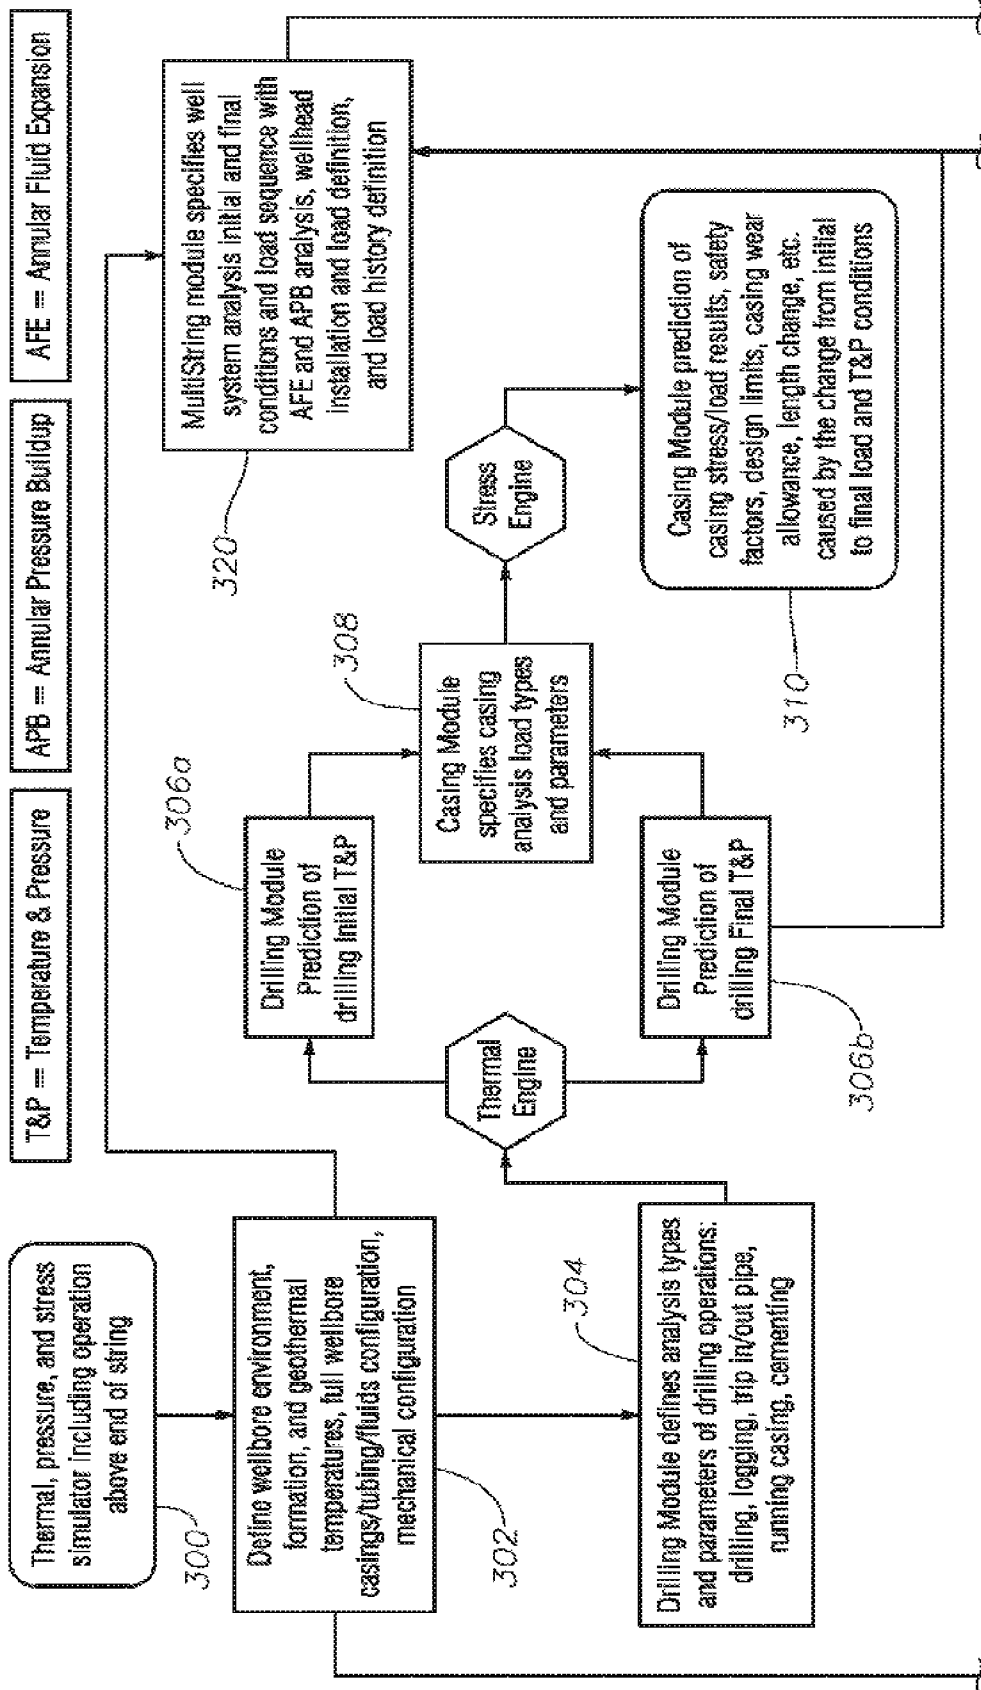 T&P = Temperature & Pressure
APB = Annular Pressure Buildup
AFE = Annular Fluid Expansion
Thermal, pressure, and stress
simulator including operation
above end of string
300
Define wellbore environment,
formation, and geothermal
temperatures, full wellbore
casings/tubing/fluids configuration,
mechanical configuration
302
Drilling Module defines analysis types
and parameters of drilling operations:
drilling, logging, trip in/out pipe,
running casing, cementing
304
Thermal
Engine
Drilling Module
Prediction of
drilling Initial T&P
306a
Drilling Module
Prediction of
drilling Final T&P
306b
Casing Module
specifies casing
analysis load types
and parameters
308
Stress
Engine
Casing Module prediction of
casing stress/load results, safety
factors, design limits, casing wear
allowance, length change, etc.
caused by the change from initial
to final load and T&P conditions
310
MultiString module specifies well
system analysis initial and final
conditions and load sequence with
AFE and APB analysis, wellhead
installation and load definition,
and load history definition
320